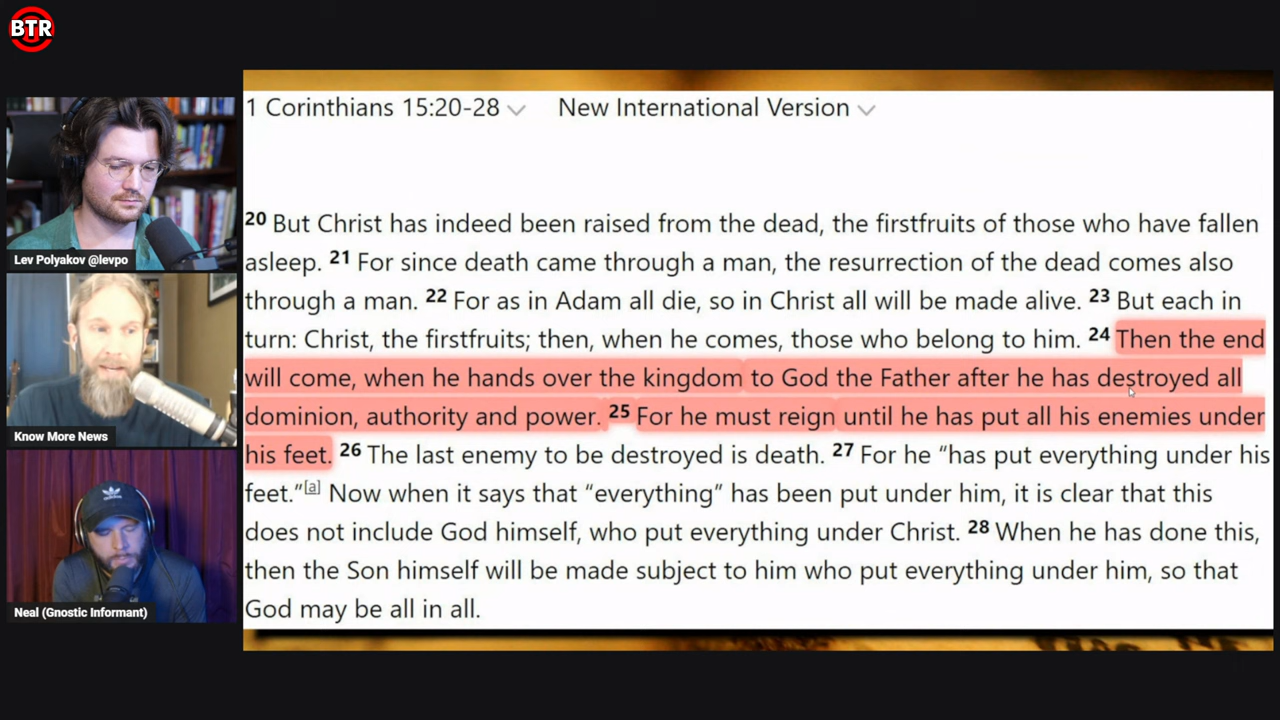 BTR
1 Corinthians 15:20-28 New International Version
20 But Christ has indeed been raised from the dead, the firstfruits of those who have fallen
asleep. 21 For since death came through a man, the resurrection of the dead comes also
through a man. 22 For as in Adam all die, so in Christ all will be made alive. 23 But each in
turn: Christ, the firstfruits; then, when he comes, those who belong to him. 24 Then the end
will come, when he hands over the kingdom to God the Father after he has destroyed all
dominion, authority and power. 25 For he must reign until he has put all his enemies under
his feet. 26 The last enemy to be destroyed is death. 27 For he “has put everything under his
feet.”[a] Now when it says that “everything” has been put under him, it is clear that this
does not include God himself, who put everything under Christ. 28 When he has done this,
then the Son himself will be made subject to him who put everything under him, so that
God may be all in all.
Lev Polyakov @levpo
Know More News
Neal (Gnostic Informant)